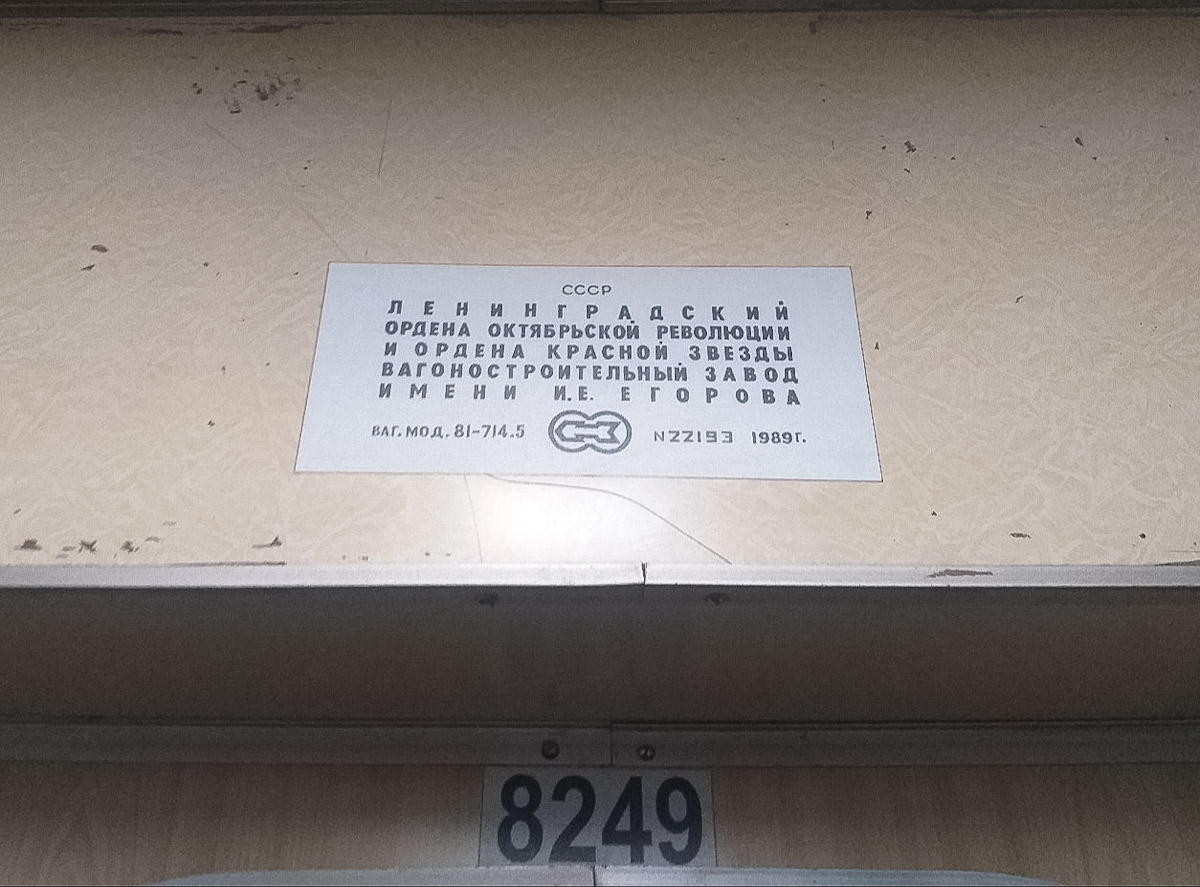 СССР
ЛЕНИНГРАДСКИЙ
ОРДЕНА ОКТЯБРЬСКОЙ РЕВОЛЮЦИИ
И ОРДЕНА КРАСНОЙ ЗВЕЗДЫ
ВАГОНОСТРОИТЕЛЬНЫЙ ЗАВОД
ИМЕНИ И.Е. ЕГОРОВА
ВАГ. МОД. 81-714.5 N22193 1989г.
8249